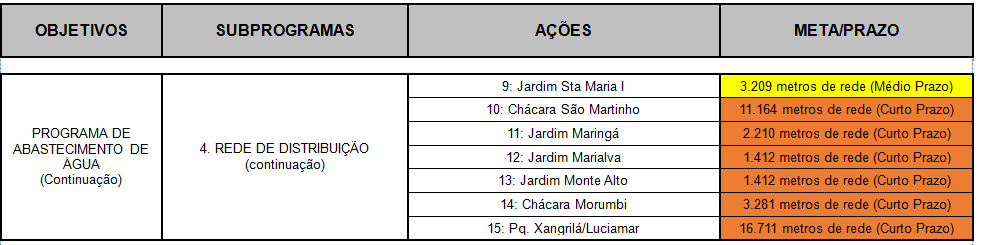 OBJETIVOS
SUBPROGRAMAS
AÇÕES
META/PRAZO
PROGRAMA DE
ABASTECIMENTO DE
ÀGUA
(Continuação)
4. REDE DE DISTRIBUIÇÃO
(continuação)
9: Jardim Sta Maria I
3.209 metros de rede (Médio Prazo)
10: Chácara São Martinho
11.164 metros de rede (Curto Prazo)
11: Jardim Maringá
2.210 metros de rede (Curto Prazo)
12: Jardim Marialva
1.412 metros de rede (Curto Prazo)
13: Jardim Monte Alto
1.412 metros de rede (Curto Prazo)
14: Chácara Morumbi
3.281 metros de rede (Curto Prazo)
15: Pq. Xangrilá/Luciamar
16.711 metros de rede (Curto Prazo)